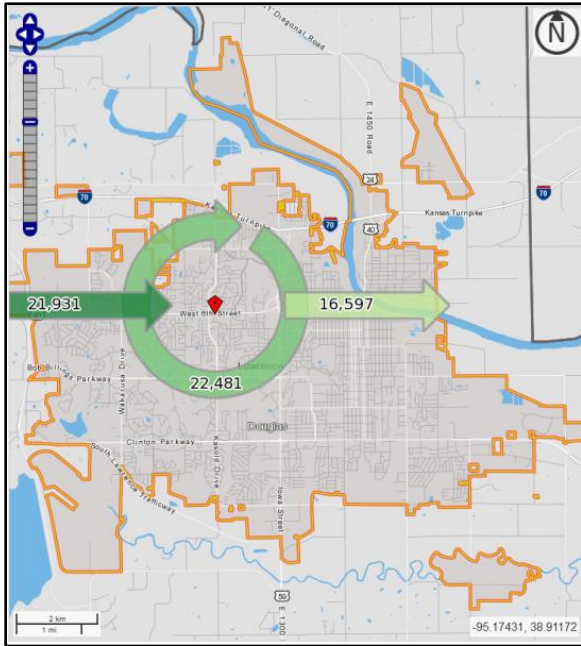 Diagonal Road
N
E 1450 Road
24
70
Kansas Turnpike
70
Kansas Turnpike
70
40
21,931
16,597
West 6th Street
22,481
Lawrence
Bob Billings Parkway
Wakarusa Drive
Douglas
Clinton Parkway
South Lawrence Trafficway
Kasold Drive
Iowa Street
59
E 1300
2 km
1 mi
-95.17431, 38.91172